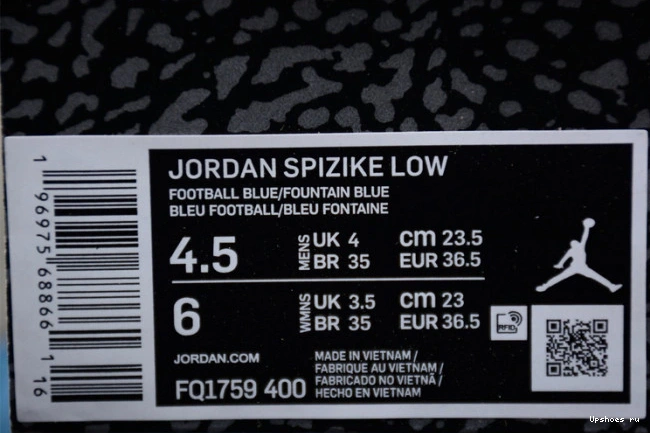 JORDAN SPIZIKE LOW
FOOTBALL BLUE/FOUNTAIN BLUE
BLEU FOOTBALL/BLEU FONTAINE
4.5 MENS UK 4 cm 23.5
BR 35 EUR 36.5
6 WMNS UK 3.5 cm 23
BR 35 EUR 36.5
RFID
JORDAN.COM
FQ1759 400
MADE IN VIETNAM /
FABRIQUE AU VIETNAM /
FABRICADO NO VIETNÃ /
HECHO EN VIETNAM
1 96975 68866 1 16
Upshoes ru